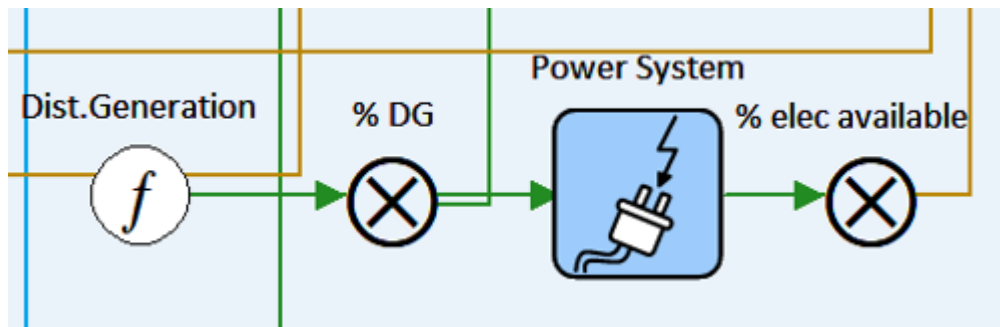 Power System
Dist.Generation
% DG
% elec available
f